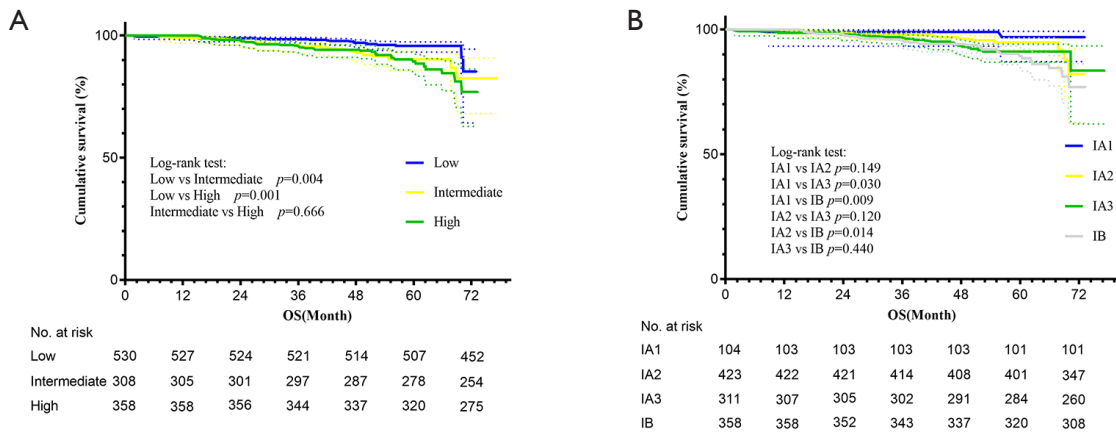 A
Cumulative survival (%)
100
50
0
Log-rank test:
Low vs Intermediate p=0.004
Low vs High p=0.001
Intermediate vs High p=0.666
Low
Intermediate
High
0 12 24 36 48 60 72
OS(Month)
No. at risk
Low 530 527 524 521 514 507 452
Intermediate 308 305 301 297 287 278 254
High 358 358 356 344 337 320 275
B
Cumulative survival (%)
100
50
0
Log-rank test:
IA1 vs IA2 p=0.149
IA1 vs IA3 p=0.030
IA1 vs IB p=0.009
IA2 vs IA3 p=0.120
IA2 vs IB p=0.014
IA3 vs IB p=0.440
IA1
IA2
IA3
IB
0 12 24 36 48 60 72
OS(Month)
No. at risk
IA1 104 103 103 103 103 101 101
IA2 423 422 421 414 408 401 347
IA3 311 307 305 302 291 284 260
IB 358 358 352 343 337 320 308